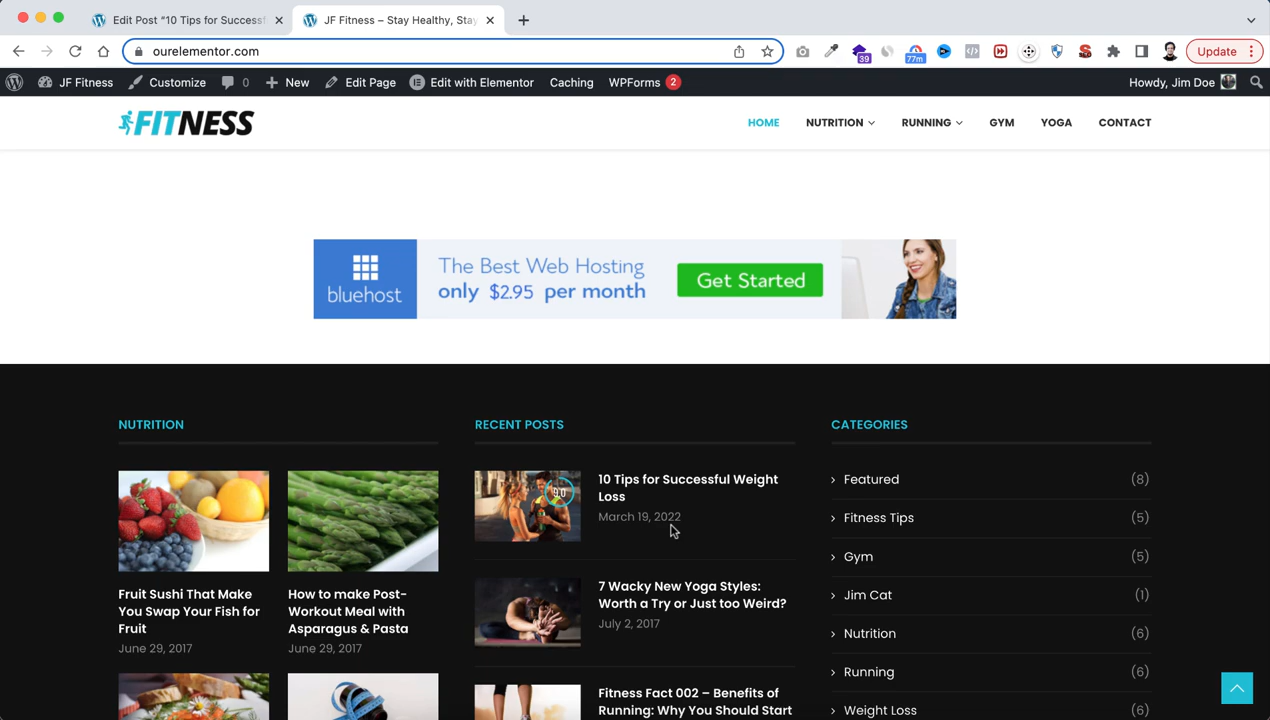 Edit Post “10 Tips for Successf
JF Fitness – Stay Healthy, Stay
ourelementor.com
39
77m
Update
JF Fitness
Customize
0
New
Edit Page
Edit with Elementor
Caching
WPForms 2
Howdy, Jim Doe
FITNESS
HOME
NUTRITION
RUNNING
GYM
YOGA
CONTACT
bluehost
The Best Web Hosting
only $2.95 per month
Get Started
NUTRITION
Fruit Sushi That Make
You Swap Your Fish for
Fruit
June 29, 2017
How to make Post-
Workout Meal with
Asparagus & Pasta
June 29, 2017
RECENT POSTS
9.0
10 Tips for Successful Weight
Loss
March 19, 2022
7 Wacky New Yoga Styles:
Worth a Try or Just too Weird?
July 2, 2017
Fitness Fact 002 – Benefits of
Running: Why You Should Start
CATEGORIES
Featured (8)
Fitness Tips (5)
Gym (5)
Jim Cat (1)
Nutrition (6)
Running (6)
Weight Loss (6)